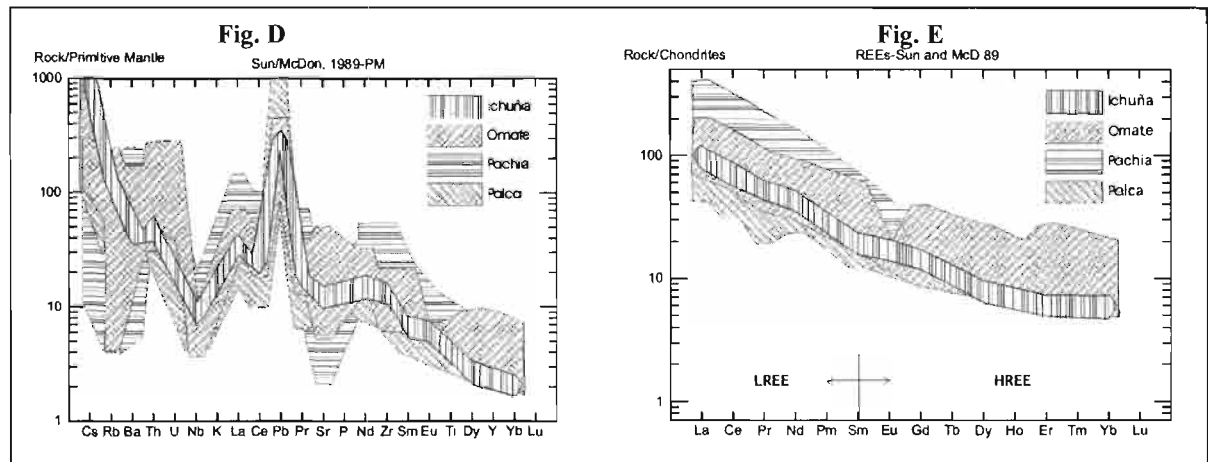 Fig. D
Rock/Primitive Mantle
Sun/McDon, 1989-PM
1000
100
10
1
Ichuña
Omate
Pachia
Palca
Cs Rb Ba Th U Nb K La Ce Pb Pr Sr P Nd Zr Sm Eu Ti Dy Y Yb Lu
Fig. E
Rock/Chondrites
REEs-Sun and McD 89
100
10
1
Ichuña
Omate
Pachia
Palca
LREE
HREE
La Ce Pr Nd Pm Sm Eu Gd Tb Dy Ho Er Tm Yb Lu